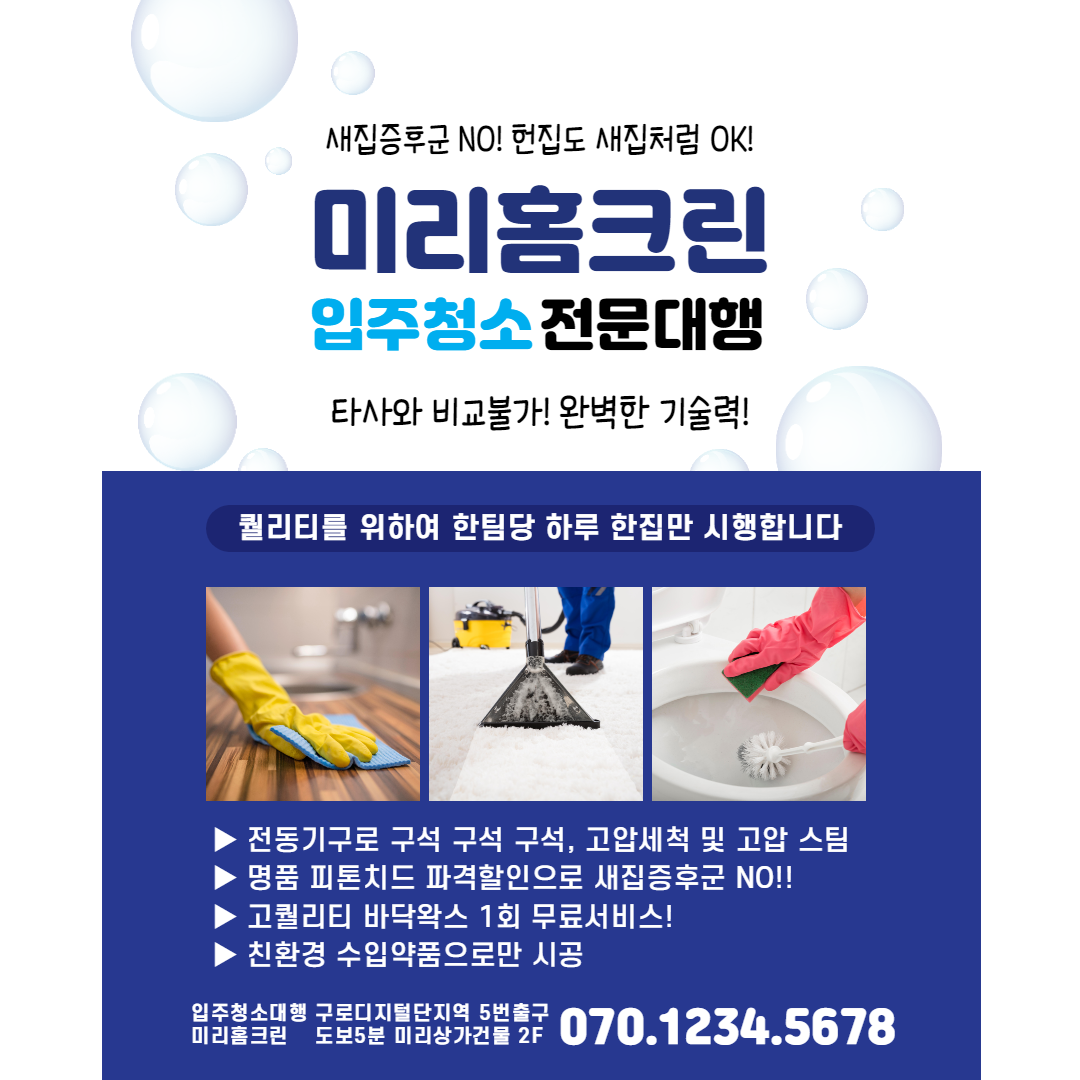 새집증후군 NO! 헌집도 새집처럼 OK!
미리홈크린
입주청소 전문대행
타사와 비교불가! 완벽한 기술력!
퀄리티를 위하여 한팀당 하루 한집만 시행합니다
▶ 전동기구로 구석 구석 구석, 고압세척 및 고압 스팀
▶ 명품 피톤치드 파격할인으로 새집증후군 NO!!
▶ 고퀄리티 바닥왁스 1회 무료서비스!
▶ 친환경 수입약품으로만 시공
입주청소대행 구로디지털단지역 5번출구
미리홈크린 도보5분 미리상가건물 2F
070.1234.5678